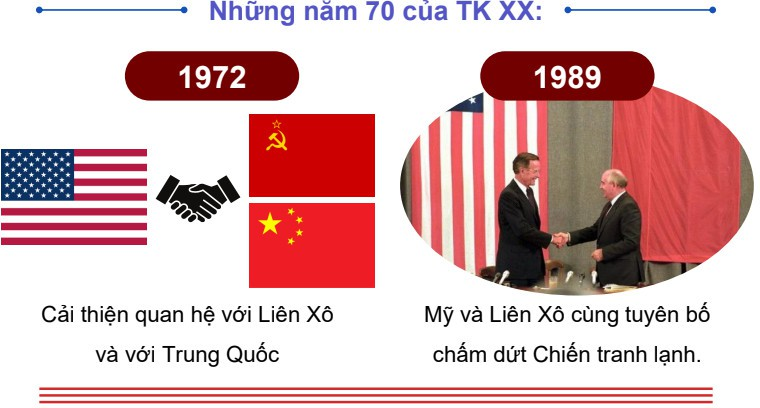 Những năm 70 của TK XX:
1972
1989
Cải thiện quan hệ với Liên Xô
và với Trung Quốc
Mỹ và Liên Xô cùng tuyên bố
chấm dứt Chiến tranh lạnh.